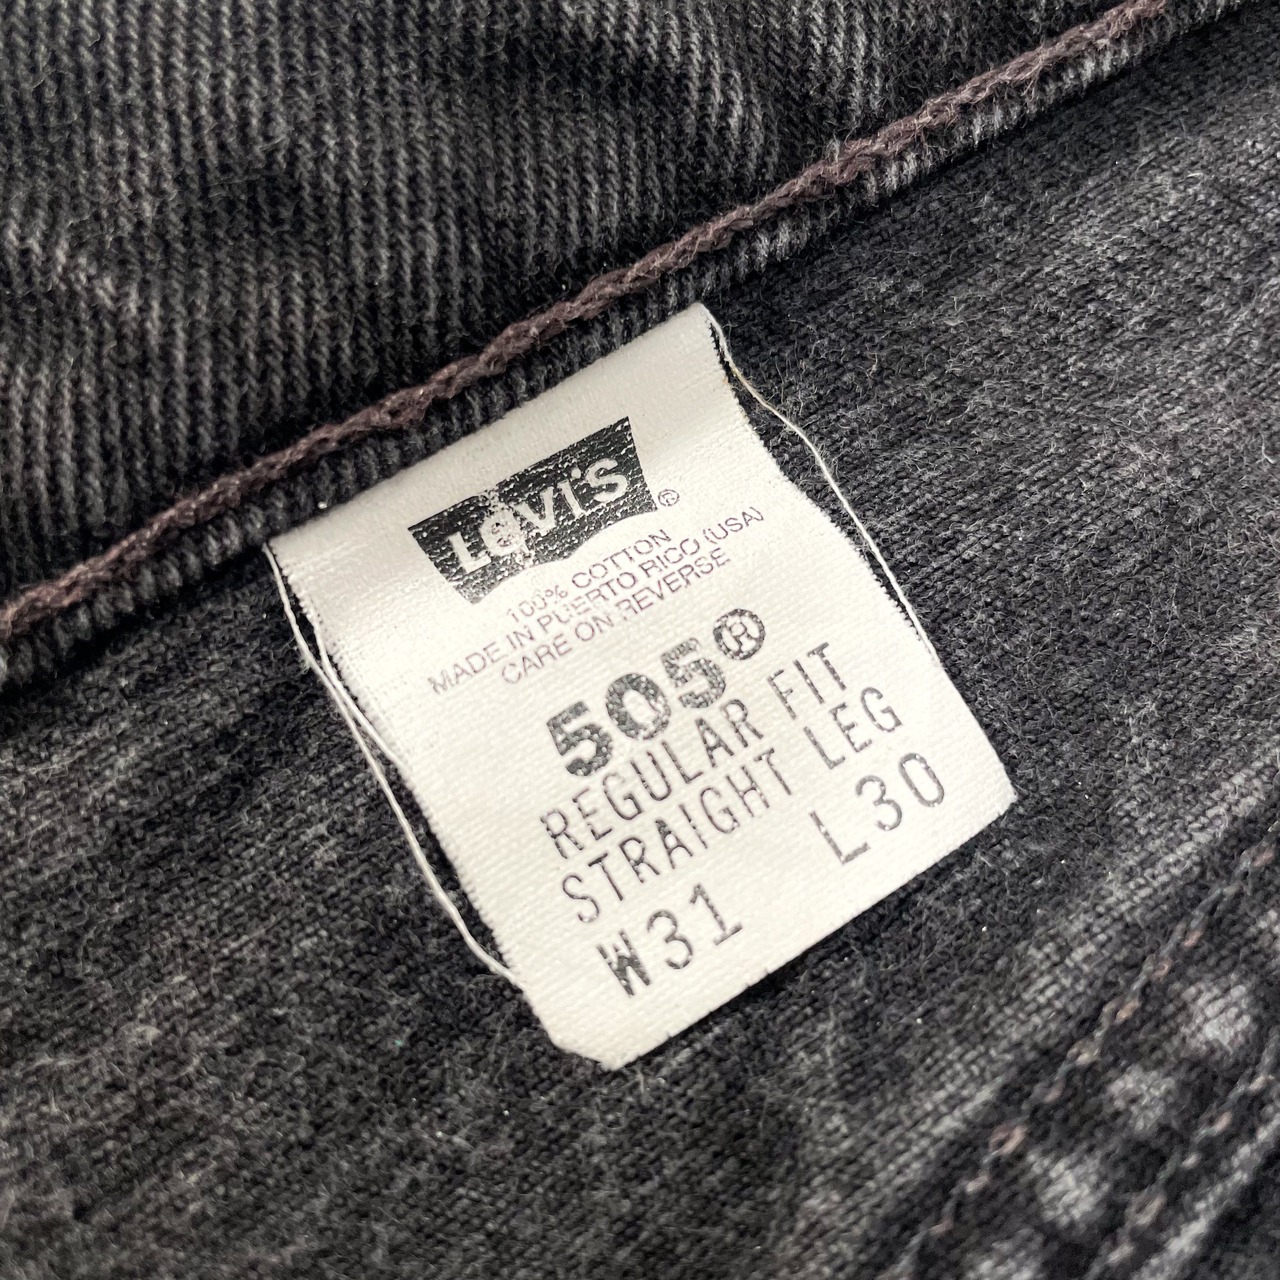 LEVI'S ®
100% COTTON
MADE IN PUERTO RICO (USA)
CARE ON REVERSE
505®
REGULAR FIT
STRAIGHT LEG
W31 L30